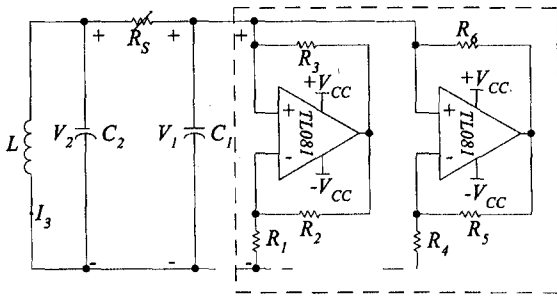 + R_S + +
R_3 R_6
+V_CC +V_CC
+ +
TL081 TL081
L V_2 C_2 V_1 C_1
- -
-V_CC -V_CC
I_3
R_2 R_5
R_1 R_4
- - -